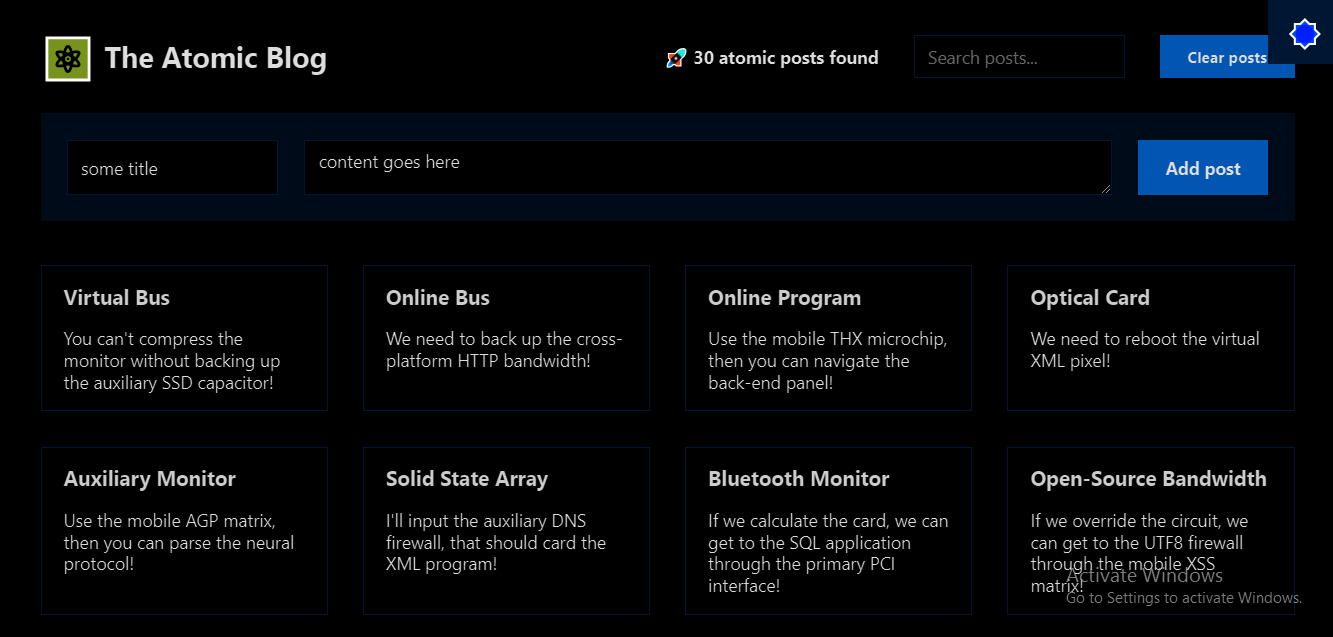 The Atomic Blog
🚀 30 atomic posts found
Search posts...
Clear posts
some title
content goes here
Add post
Virtual Bus
You can't compress the
monitor without backing up
the auxiliary SSD capacitor!
Online Bus
We need to back up the cross-
platform HTTP bandwidth!
Online Program
Use the mobile THX microchip,
then you can navigate the
back-end panel!
Optical Card
We need to reboot the virtual
XML pixel!
Auxiliary Monitor
Use the mobile AGP matrix,
then you can parse the neural
protocol!
Solid State Array
I'll input the auxiliary DNS
firewall, that should card the
XML program!
Bluetooth Monitor
If we calculate the card, we can
get to the SQL application
through the primary PCI
interface!
Open-Source Bandwidth
If we override the circuit, we
can get to the UTF8 firewall
through the mobile XSS
matrix!
Activate Windows
Go to Settings to activate Windows.